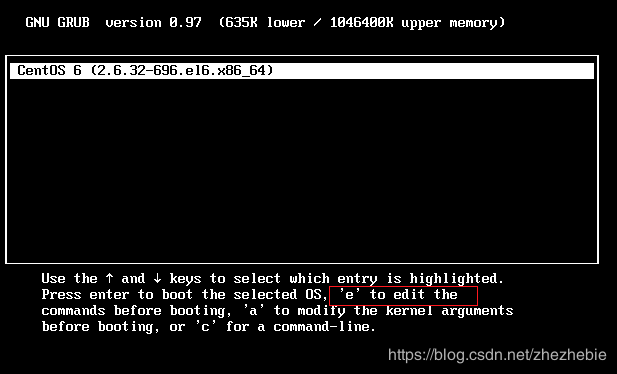 GNU GRUB  version 0.97  (635K lower / 1046400K upper memory)
CentOS 6 (2.6.32-696.el6.x86_64)
Use the ↑ and ↓ keys to select which entry is highlighted.
Press enter to boot the selected OS, 'e' to edit the
commands before booting, 'a' to modify the kernel arguments
before booting, or 'c' for a command-line.
https://blog.csdn.net/zhezhebie